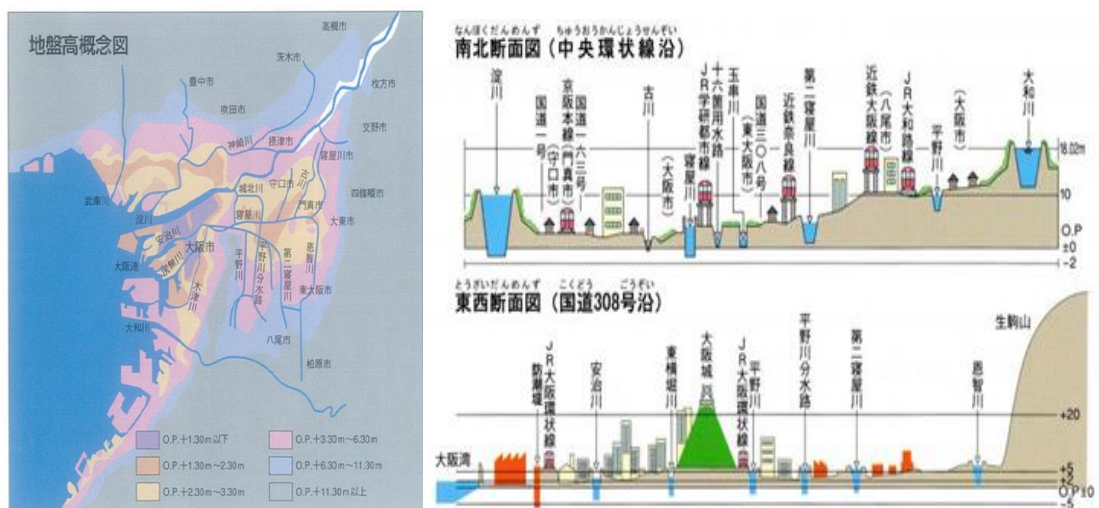 地盤高概念図
高槻市
茨木市
豊中市
枚方市
吹田市
交野市
神崎川
摂津市
寝屋川市
武庫川
城北川
守口市
古川
四條畷市
淀川
寝屋川
門真市
大東市
安治川
大阪市
大阪湾
尻無川
木津川
平野川
平野川分水路
第二寝屋川
恩智川
東大阪市
大和川
八尾市
柏原市
O.P.+1.30m以下
O.P.+3.30m~6.30m
O.P.+1.30m~2.30m
O.P.+6.30m~11.30m
O.P.+2.30m~3.30m
O.P.+11.30m以上
なんぼくだんめんず ちゅうおうかんじょうせんぞい
南北断面図(中央環状線沿)
淀川
国道一号
(守口市)
京阪本線
(門真市)
国道一六三号
古川
(大阪市)
寝屋川
JR学研都市線
十六箇用水路
玉串川
(東大阪市)
国道三〇八号
近鉄奈良線
第二寝屋川
近鉄大阪線
(八尾市)
JR大和路線
平野川
(大阪市)
大和川
18.02m
10
O.P
±0
-2
とうざいだんめんず こくどう ごうぞい
東西断面図(国道308号沿)
大阪湾
防潮堤
JR大阪環状線
安治川
東横堀川
大阪城
JR大阪環状線
平野川
平野川分水路
第二寝屋川
恩智川
生駒山
+20
+5
+2
O.P±0